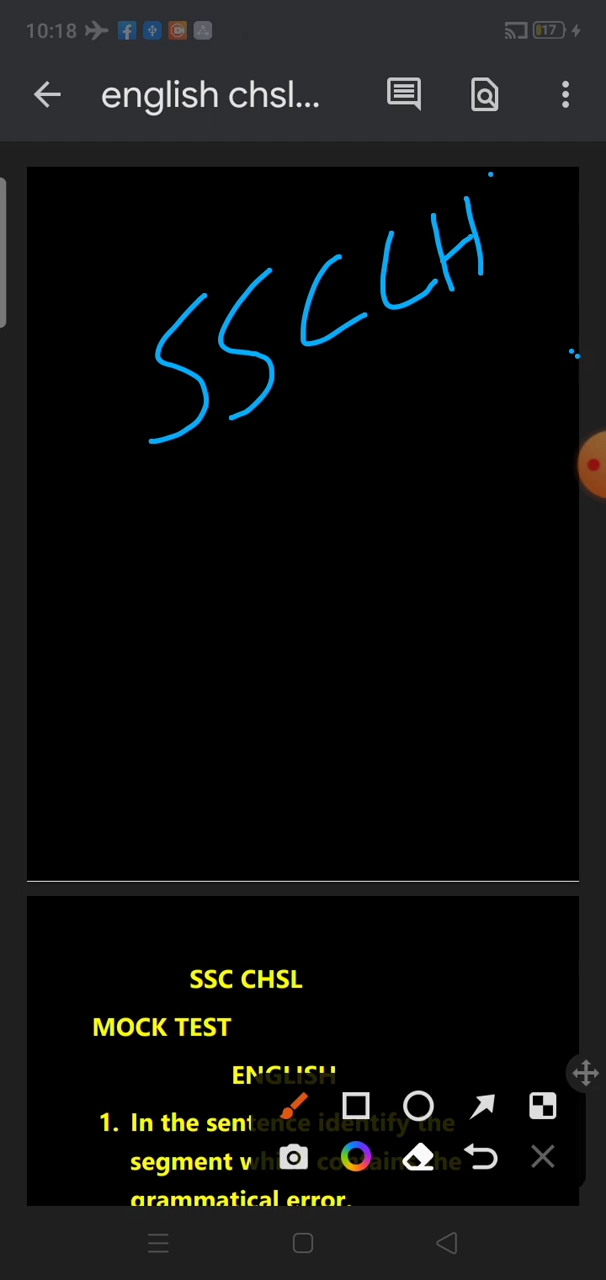 10:18
17
english chsl...
SSCCH
SSC CHSL
MOCK TEST
ENGLISH
1. In the sentence identify the
segment which contains the
grammatical error.